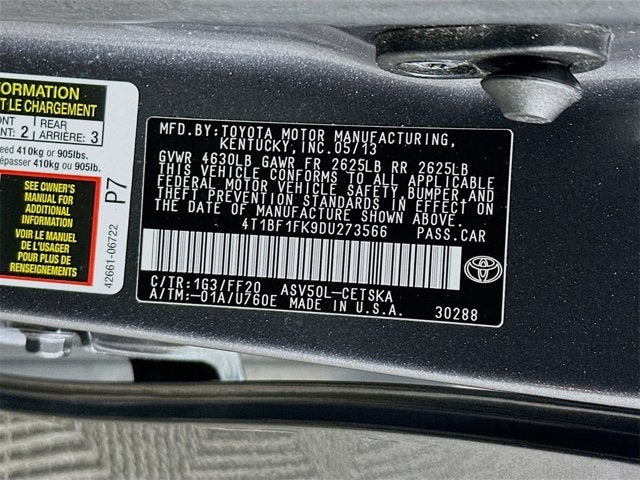 ORMATION
T LE CHARGEMENT
ONT
NT: 2
REAR
ARRIÈRE: 3
ceed 410kg or 905lbs.
épasser 410kg ou 905lb.
SEE OWNER'S
MANUAL FOR
ADDITIONAL
INFORMATION
VOIR LE MANUEL
DE L'USAGER
POUR PLUS DE
P7
42661-06722
MFD.BY:TOYOTA MOTOR MANUFACTURING,
KENTUCKY,INC.05/13
GVWR 4630LB GAWR FR 2625LB RR 2625LB
THIS VEHICLE CONFORMS TO ALL APPLICABLE
FEDERAL MOTOR VEHICLE SAFETY,BUMPER,AND
THEFT PREVENTION STANDARDS IN EFFECT ON
THE DATE OF MANUFACTURE SHOWN ABOVE.
4T1BF1FK9DU273566 PASS.CAR
C/TR:1G3/FF20 ASV50L-CETSKA
A/TM:-01A/U760E MADE IN U.S.A. 30288